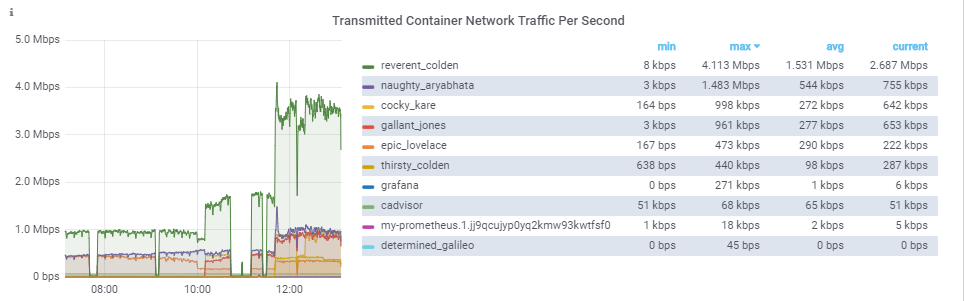 i
Transmitted Container Network Traffic Per Second
5.0 Mbps
4.0 Mbps
3.0 Mbps
2.0 Mbps
1.0 Mbps
0 bps
08:00 10:00 12:00
min max avg current
reverent_colden 8 kbps 4.113 Mbps 1.531 Mbps 2.687 Mbps
naughty_aryabhata 3 kbps 1.483 Mbps 544 kbps 755 kbps
cocky_kare 164 bps 998 kbps 272 kbps 642 kbps
gallant_jones 3 kbps 961 kbps 277 kbps 653 kbps
epic_lovelace 167 bps 473 kbps 290 kbps 222 kbps
thirsty_colden 638 bps 440 kbps 98 kbps 287 kbps
grafana 0 bps 271 kbps 1 kbps 6 kbps
cadvisor 51 kbps 68 kbps 65 kbps 51 kbps
my-prometheus.1.jj9qcujyp0yq2kmw93kwtfsf0 1 kbps 18 kbps 2 kbps 5 kbps
determined_galileo 0 bps 45 bps 0 bps 0 bps